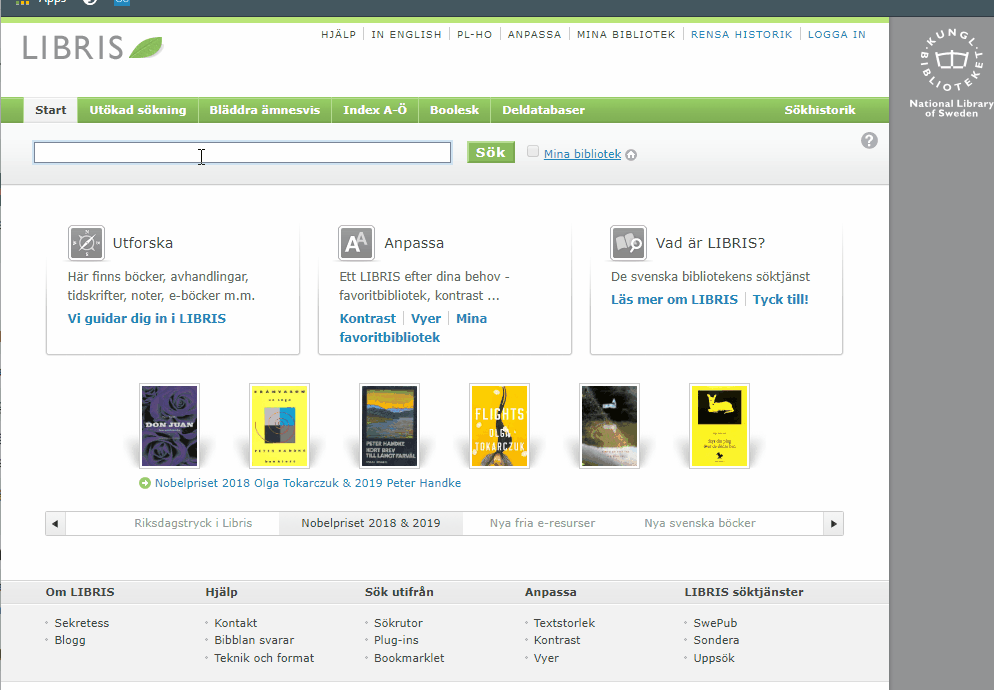 Apps
LIBRIS
HJÄLP IN ENGLISH PL-HO ANPASSA MINA BIBLIOTEK RENSA HISTORIK LOGGA IN
KUNGL.
BIBLIOTEKET
National Library
of Sweden
Start Utökad sökning Bläddra ämnesvis Index A-Ö Boolesk Deldatabaser Sökhistorik
Sök Mina bibliotek
?
Utforska
Här finns böcker, avhandlingar,
tidskrifter, noter, e-böcker m.m.
Vi guidar dig in i LIBRIS
Anpassa
Ett LIBRIS efter dina behov -
favoritbibliotek, kontrast ...
Kontrast Vyer Mina
favoritbibliotek
Vad är LIBRIS?
De svenska bibliotekens söktjänst
Läs mer om LIBRIS Tyck till!
DON JUAN
PETER HANDKE
PETER HANDKE
KORT BREV
TILL LÅNGT FARVÄL
FLIGHTS
OLGA
TOKARCZUK
Nobelpriset 2018 Olga Tokarczuk & 2019 Peter Handke
Riksdagstryck i Libris Nobelpriset 2018 & 2019 Nya fria e-resurser Nya svenska böcker
Om LIBRIS
Sekretess
Blogg
Hjälp
Kontakt
Bibblan svarar
Teknik och format
Sök utifrån
Sökrutor
Plug-ins
Bookmarklet
Anpassa
Textstorlek
Kontrast
Vyer
LIBRIS söktjänster
SwePub
Sondera
Uppsök